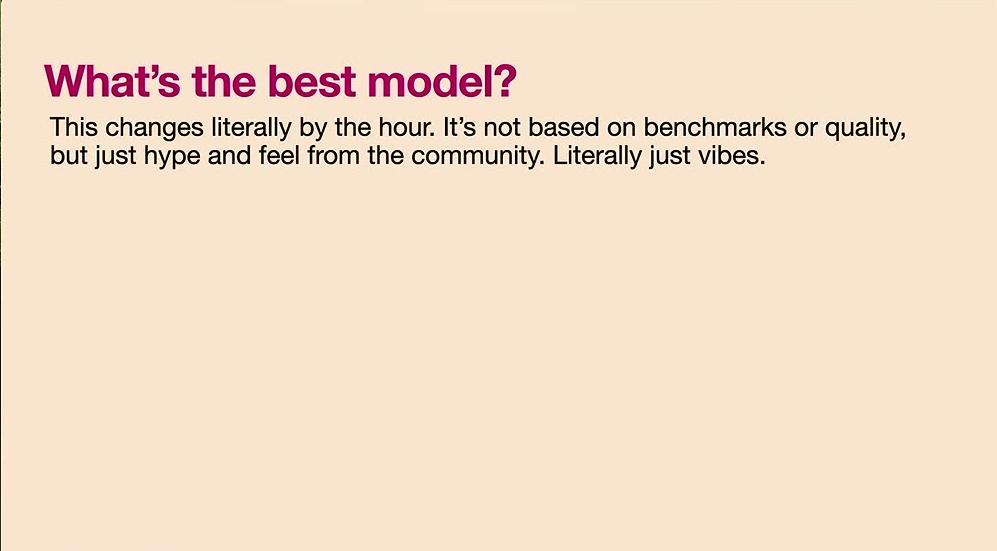 What’s the best model?
This changes literally by the hour. It’s not based on benchmarks or quality,
but just hype and feel from the community. Literally just vibes.